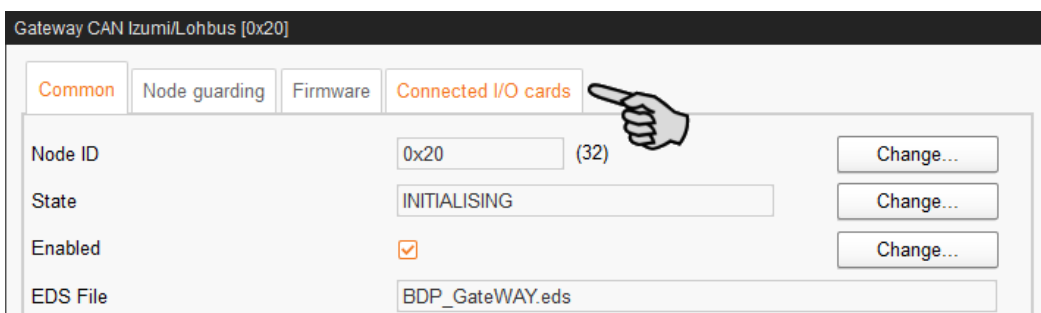 Gateway CAN Izumi/Lohbus [0x20]
Common Node guarding Firmware Connected I/O cards
Node ID 0x20 (32) Change...
State INITIALISING Change...
Enabled Change...
EDS File BDP_GateWAY.eds